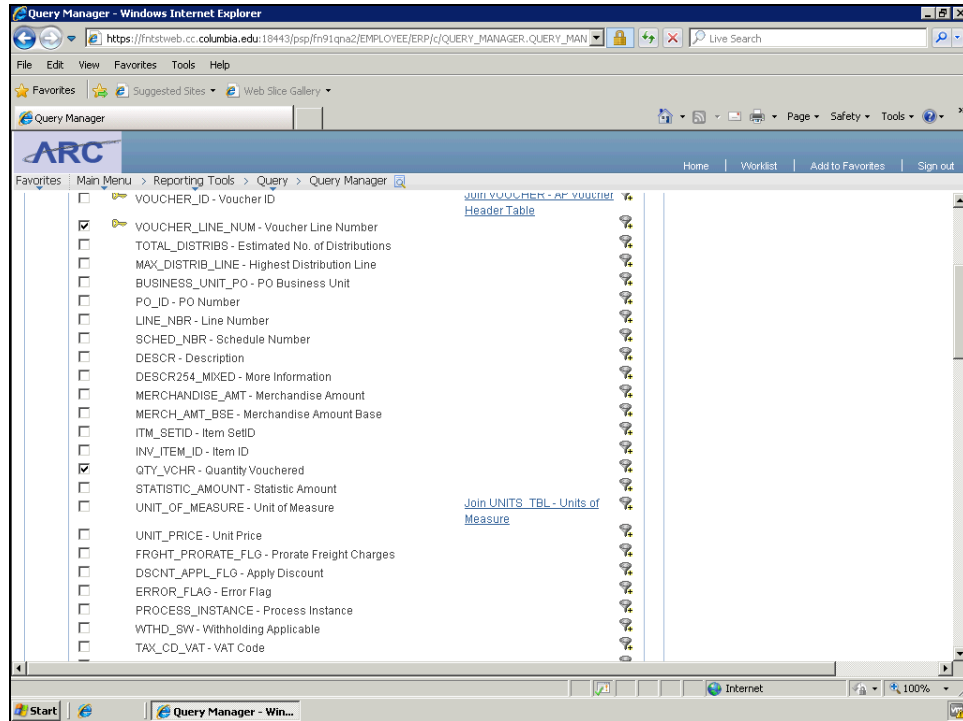 Query Manager - Windows Internet Explorer
https://fntstweb.cc.columbia.edu:18443/psp/fn91qna2/EMPLOYEE/ERP/c/QUERY_MANAGER.QUERY_MAN
Live Search
File Edit View Favorites Tools Help
Favorites Suggested Sites Web Slice Gallery
Query Manager
Page Safety Tools
ARC
Home | Worklist | Add to Favorites | Sign out
Favorites Main Menu > Reporting Tools > Query > Query Manager
VOUCHER_ID - Voucher ID Join VOUCHER - AP Voucher Header Table
VOUCHER_LINE_NUM - Voucher Line Number
TOTAL_DISTRIBS - Estimated No. of Distributions
MAX_DISTRIB_LINE - Highest Distribution Line
BUSINESS_UNIT_PO - PO Business Unit
PO_ID - PO Number
LINE_NBR - Line Number
SCHED_NBR - Schedule Number
DESCR - Description
DESCR254_MIXED - More Information
MERCHANDISE_AMT - Merchandise Amount
MERCH_AMT_BSE - Merchandise Amount Base
ITM_SETID - Item SetID
INV_ITEM_ID - Item ID
QTY_VCHR - Quantity Vouchered
STATISTIC_AMOUNT - Statistic Amount
UNIT_OF_MEASURE - Unit of Measure Join UNITS_TBL - Units of Measure
UNIT_PRICE - Unit Price
FRGHT_PRORATE_FLG - Prorate Freight Charges
DSCNT_APPL_FLG - Apply Discount
ERROR_FLAG - Error Flag
PROCESS_INSTANCE - Process Instance
WTHD_SW - Withholding Applicable
TAX_CD_VAT - VAT Code
Internet 100%
Start Query Manager - Win...